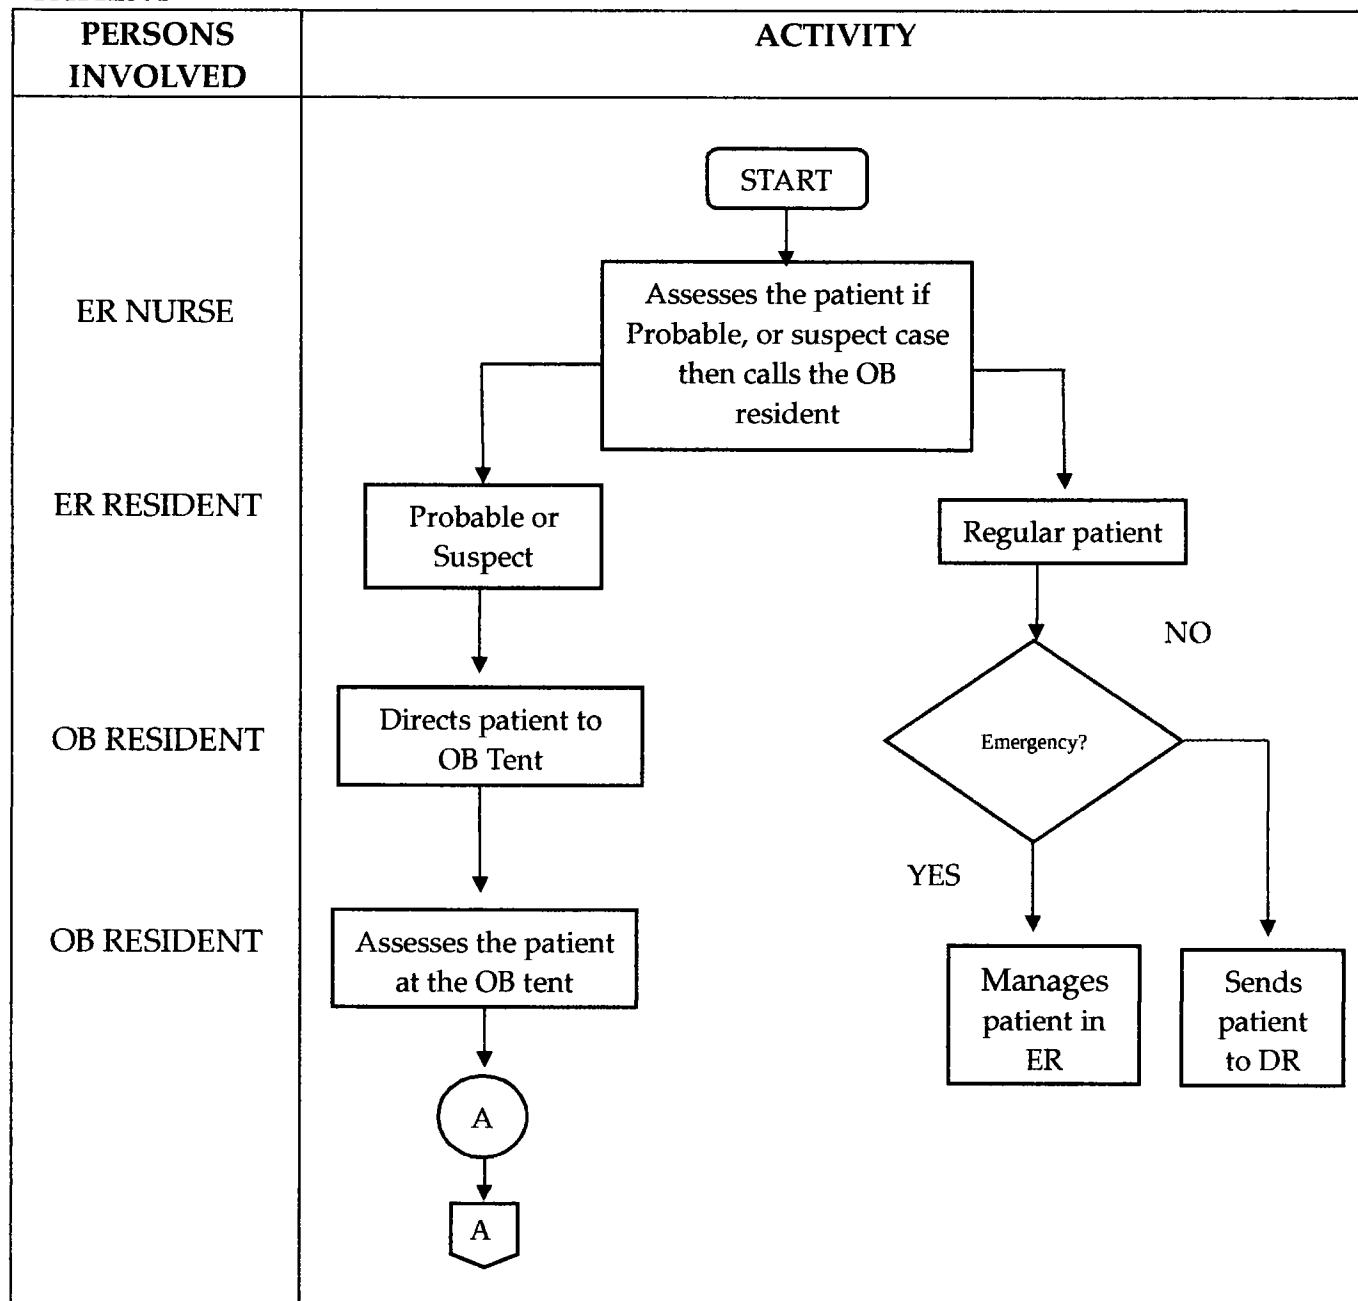 PERSONS
INVOLVED
ACTIVITY
START
ER NURSE
Assesses the patient if
Probable, or suspect case
then calls the OB
resident
ER RESIDENT
Probable or
Suspect
Regular patient
NO
OB RESIDENT
Directs patient to
OB Tent
Emergency?
YES
OB RESIDENT
Assesses the patient
at the OB tent
Manages
patient in
ER
Sends
patient
to DR
A
A